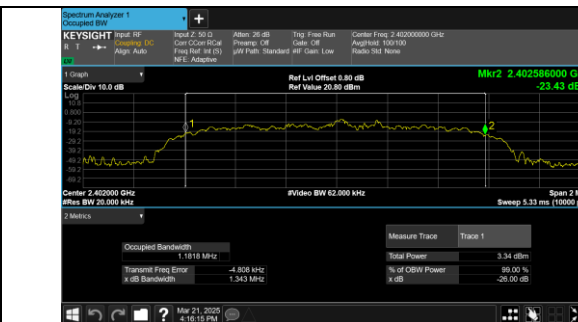 Spectrum Analyzer 1
Occupied BW
+
KEYSIGHT Input: RF Input Z: 50 Ω Atten: 26 dB Trig: Free Run Center Freq: 2.402000000 GHz
R T Coupling: DC Corr CCorr RCal Preamp: Off Gate: Off Avg|Hold: 100/100
Align: Auto Freq Ref: Int (S) µW Path: Standard #IF Gain: Low Radio Std: None
NFE: Adaptive
1 Graph
Ref Lvl Offset 0.80 dB
Mkr2 2.402586000 G
Scale/Div 10.0 dB
Ref Value 20.80 dBm
-23.43 dB
Log
10.8
0.800
-9.20
-19.2
-29.2
-39.2
-49.2
-59.2
-69.2
1
2
Center 2.402000 GHz
#Video BW 62.000 kHz
Span 2 M
#Res BW 20.000 kHz
Sweep 5.33 ms (10000
2 Metrics
Measure Trace Trace 1
Occupied Bandwidth
1.1818 MHz
Total Power 3.34 dBm
Transmit Freq Error -4.808 kHz
% of OBW Power 99.00 %
x dB Bandwidth 1.343 MHz
x dB -26.00 dB
?
Mar 21, 2025
4:16:15 PM